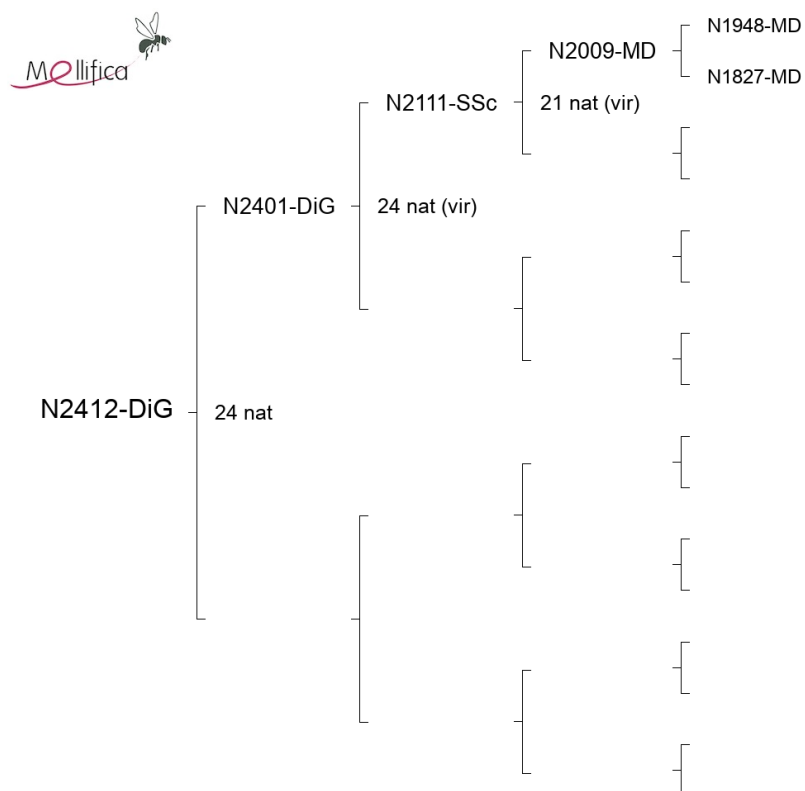 Mellifica
N1948-MD
N2009-MD
N1827-MD
N2111-SSc
21 nat (vir)
N2401-DiG
24 nat (vir)
N2412-DiG
24 nat